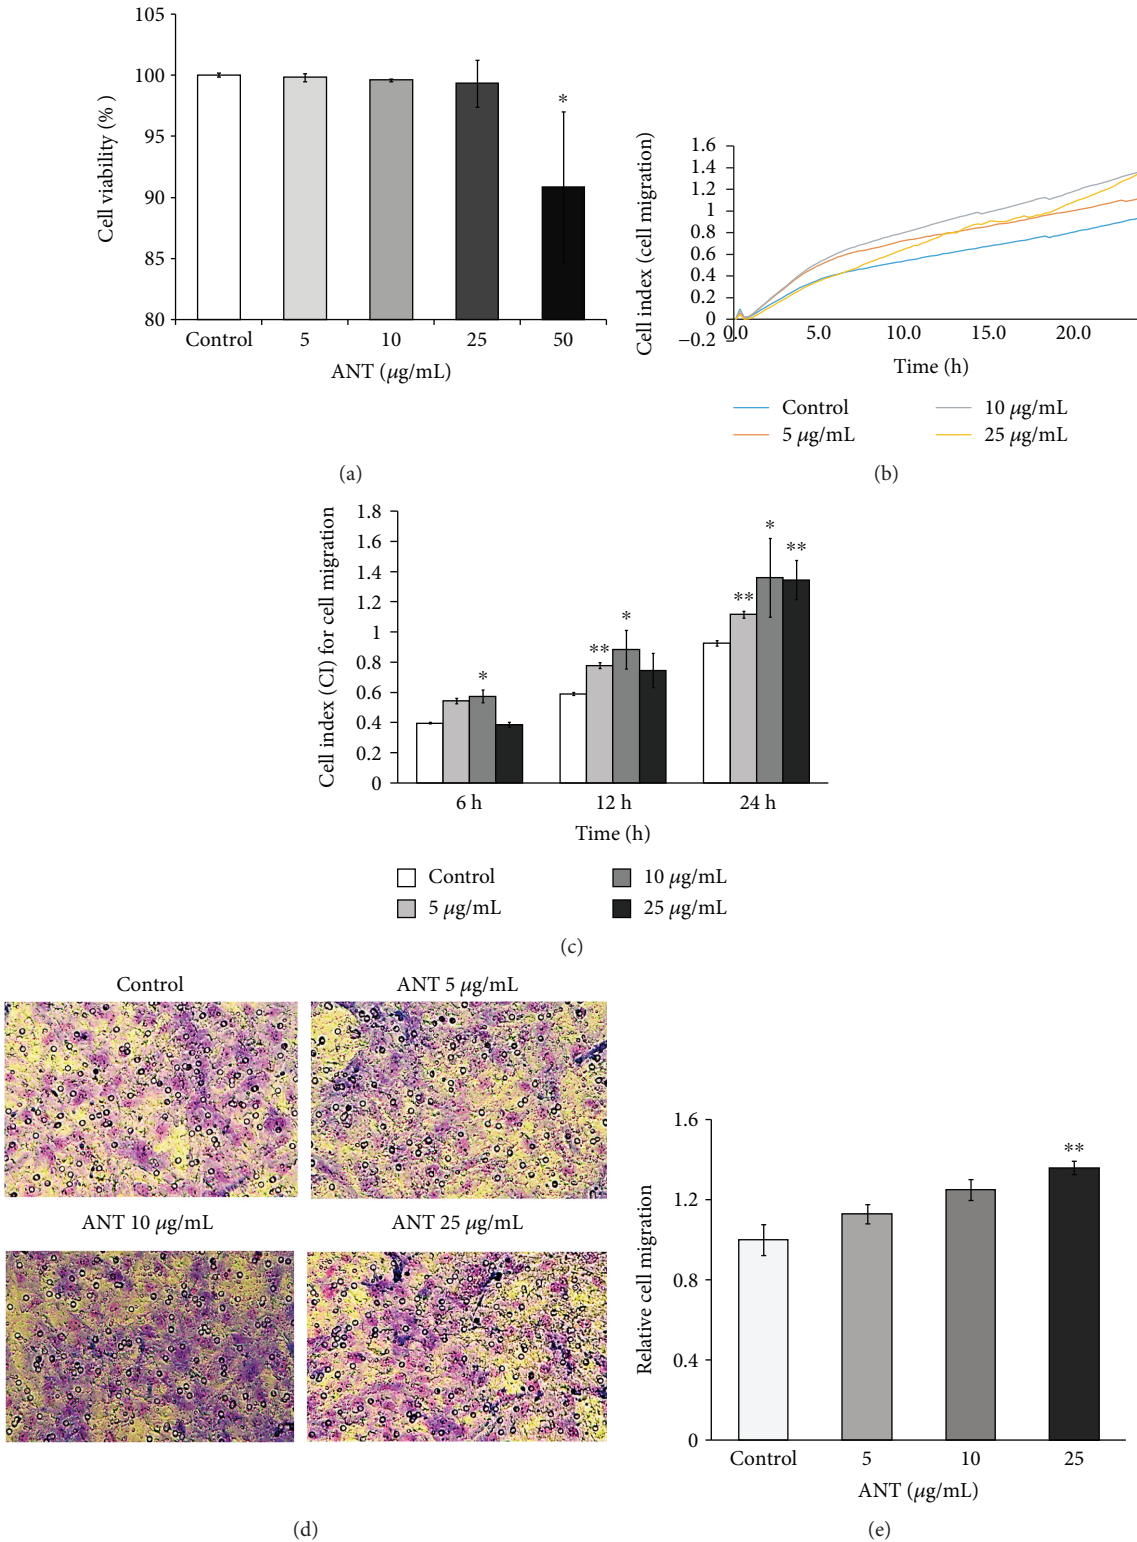 105
100
95
90
85
80
Cell viability (% )
*
Control 5 10 25 50
ANT (μg/mL)
(a)
1.6
1.4
1.2
1
0.8
0.6
0.4
0.2
0
−0.2
Cell index (cell migration)
0.0 5.0 10.0 15.0 20.0
Time (h)
Control 10 μg/mL
5 μg/mL 25 μg/mL
(b)
1.8
1.6
1.4
1.2
1
0.8
0.6
0.4
0.2
0
Cell index (CI) for cell migration
* ** * ** * **
6 h 12 h 24 h
Time (h)
Control 10 μg/mL
5 μg/mL 25 μg/mL
(c)
Control ANT 5 μg/mL
ANT 10 μg/mL ANT 25 μg/mL
(d)
1.6
1.2
0.8
0.4
0
Relative cell migration
**
Control 5 10 25
ANT (μg/mL)
(e)